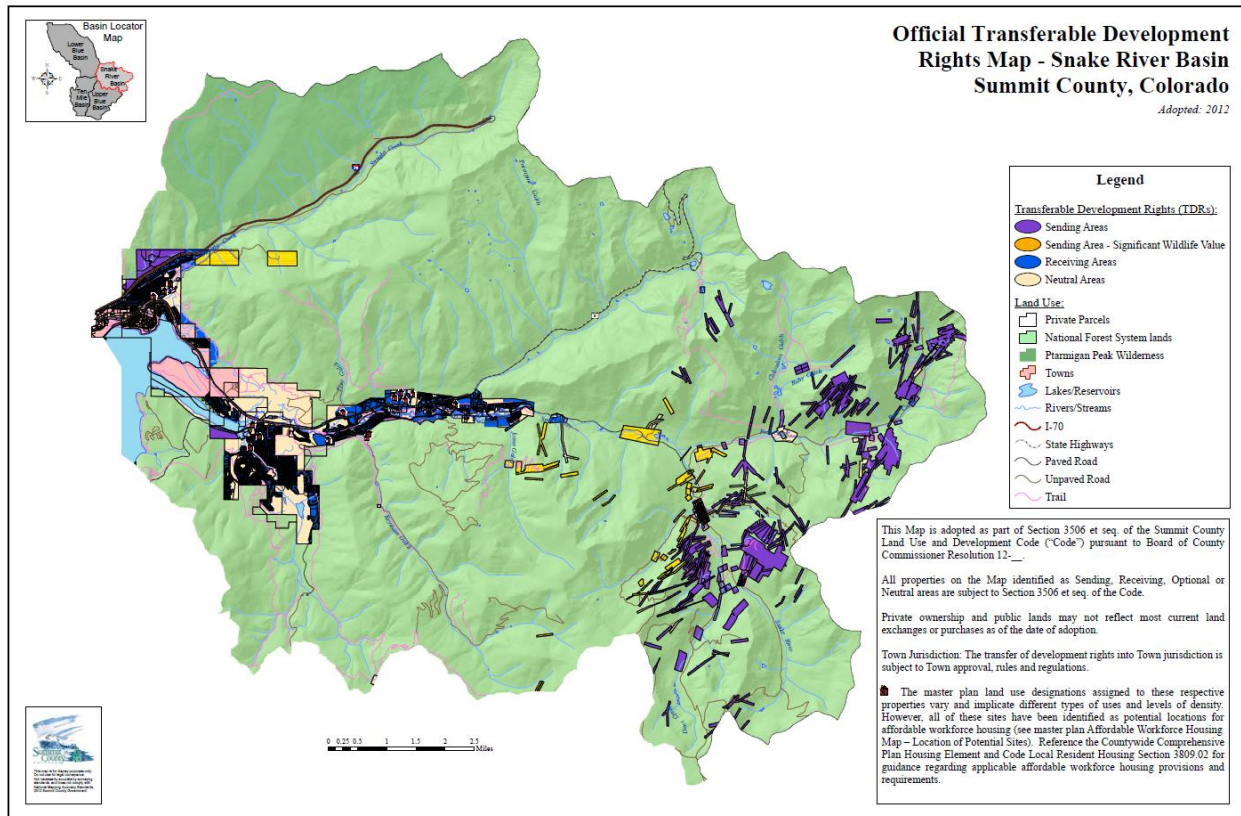 Basin Locator
Map
Lower
Blue
Basin
Snake
River
Basin
Ten
Mile
Basin
Upper
Blue
Basin
Official Transferable Development
Rights Map - Snake River Basin
Summit County, Colorado
Adopted: 2012
Legend
Transferable Development Rights (TDRs):
Sending Areas
Sending Area - Significant Wildlife Value
Receiving Areas
Neutral Areas
Land Use:
Private Parcels
National Forest System lands
Ptarmigan Peak Wilderness
Towns
Lakes/Reservoirs
Rivers/Streams
I-70
State Highways
Paved Road
Unpaved Road
Trail
This Map is adopted as part of Section 3506 et seq. of the Summit County
Land Use and Development Code (“Code”) pursuant to Board of County
Commissioner Resolution 12-__.
All properties on the Map identified as Sending, Receiving, Optional or
Neutral areas are subject to Section 3506 et seq. of the Code.
Private ownership and public lands may not reflect most current land
exchanges or purchases as of the date of adoption.
Town Jurisdiction: The transfer of development rights into Town jurisdiction is
subject to Town approval, rules and regulations.
The master plan land use designations assigned to these respective
properties vary and implicate different types of uses and levels of density.
However, all of these sites have been identified as potential locations for
affordable workforce housing (see master plan Affordable Workforce Housing
Map – Location of Potential Sites). Reference the Countywide Comprehensive
Plan Housing Element and Code Local Resident Housing Section 3809.02 for
guidance regarding applicable affordable workforce housing provisions and
requirements.
Straight Creek
Keystone Gulch
Snake River
0 0.25 0.5 1 1.5 2 2.5
Miles
Summit
County